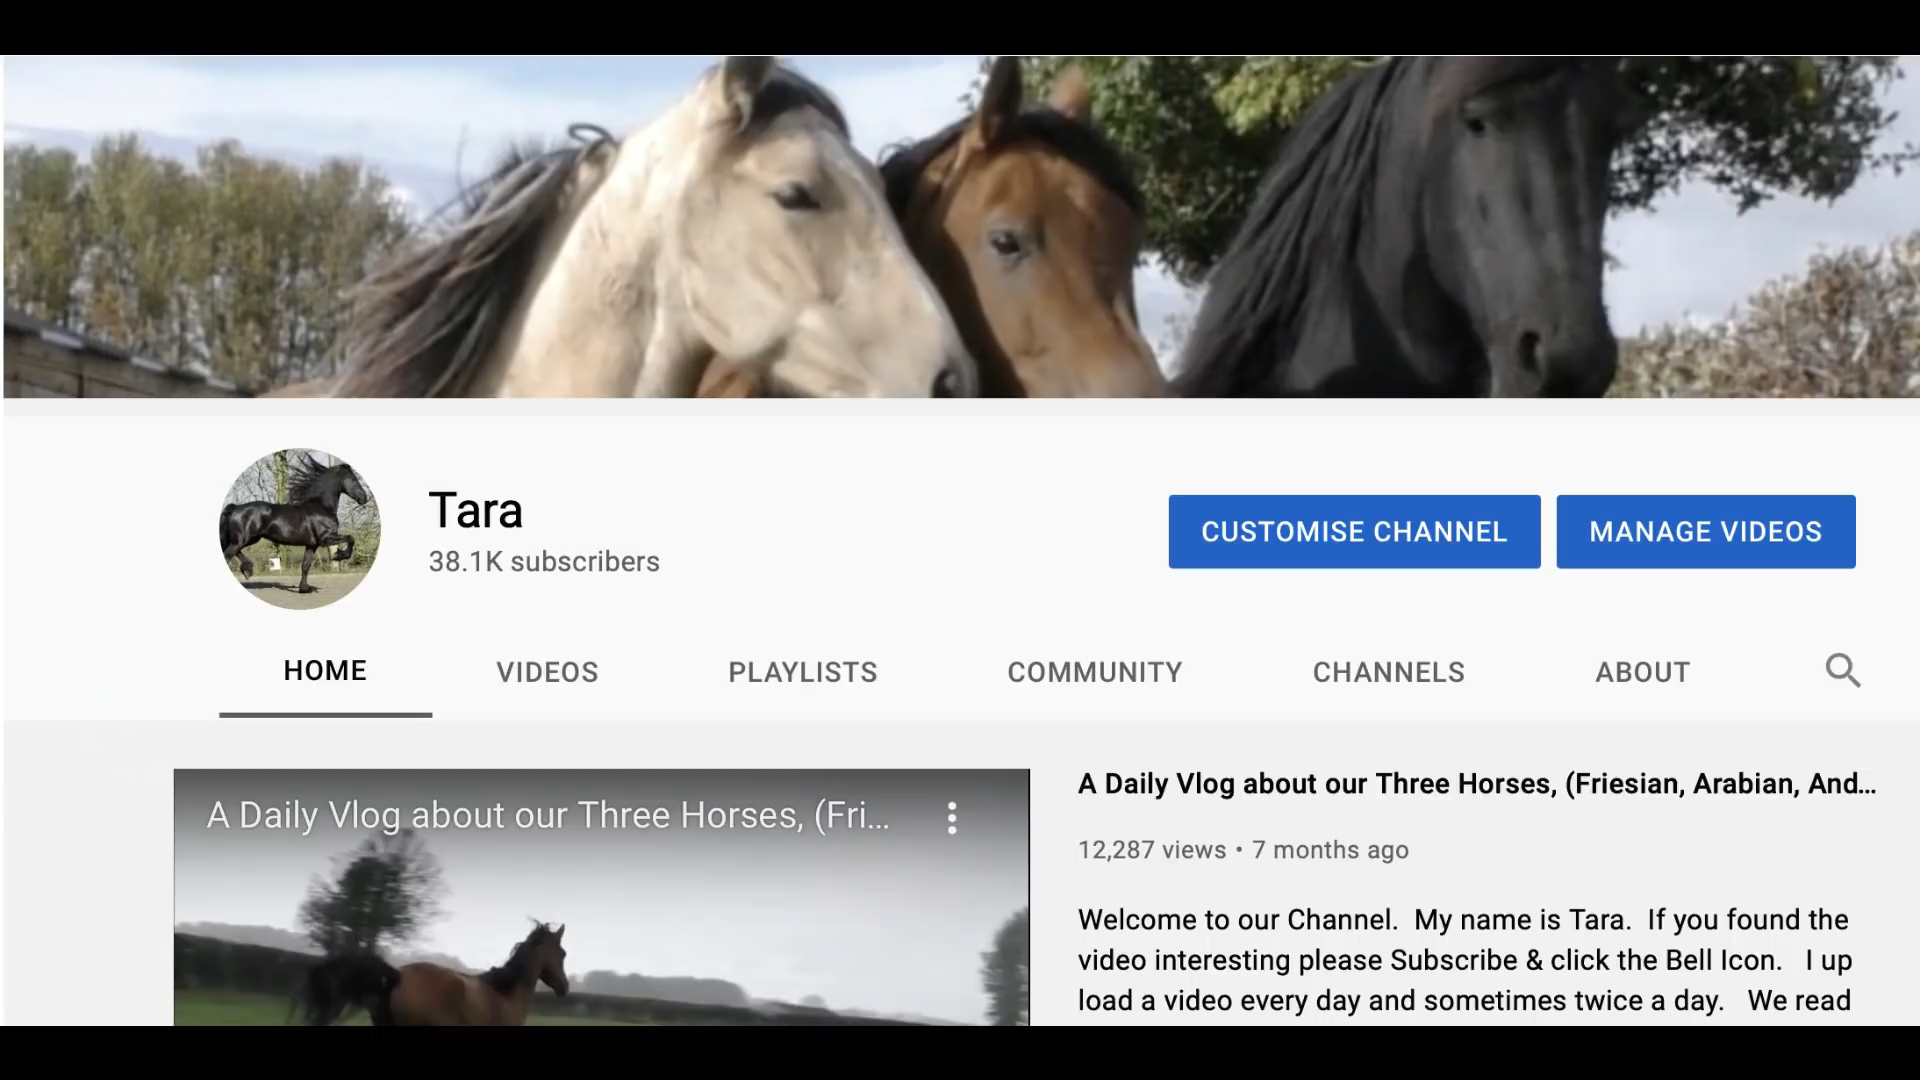 Tara
38.1K subscribers
CUSTOMISE CHANNEL
MANAGE VIDEOS
HOME
VIDEOS
PLAYLISTS
COMMUNITY
CHANNELS
ABOUT
A Daily Vlog about our Three Horses, (Fri...
A Daily Vlog about our Three Horses, (Friesian, Arabian, And...
12,287 views • 7 months ago
Welcome to our Channel.  My name is Tara.  If you found the
video interesting please Subscribe & click the Bell Icon.   I up
load a video every day and sometimes twice a day.   We read